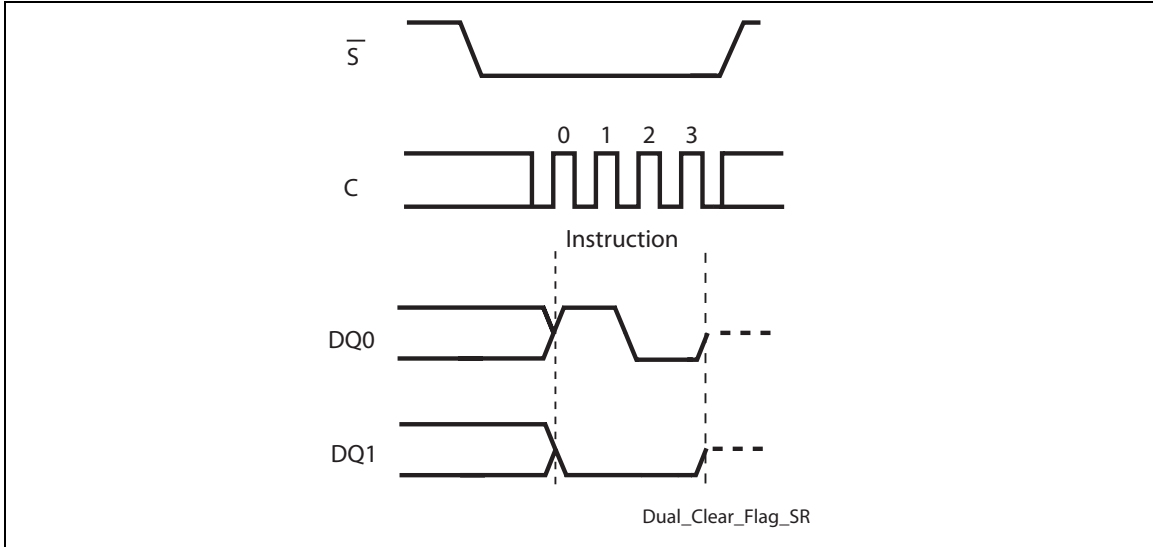 S
0 1 2 3
C
Instruction
DQ0
DQ1
Dual_Clear_Flag_SR